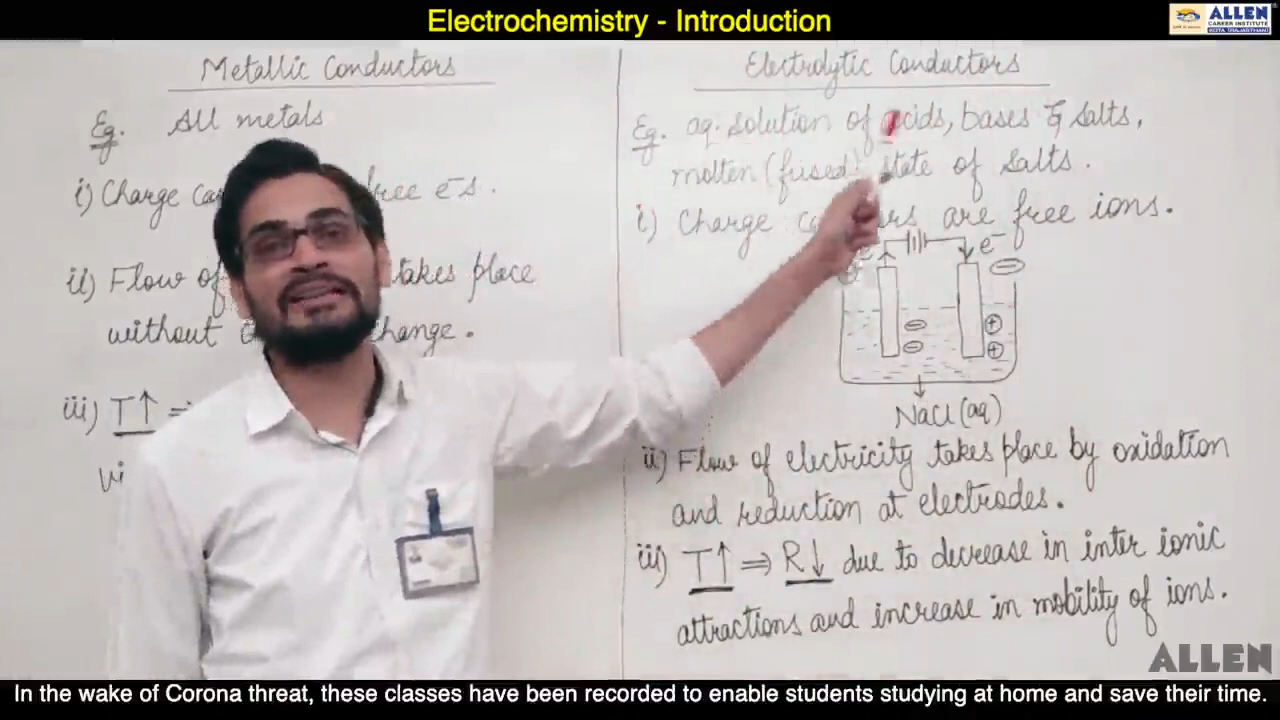 Electrochemistry - Introduction
ALLEN
CAREER INSTITUTE
KOTA (RAJASTHAN)
Metallic Conductors
Eg. All metals
i) Charge free e-s.
ii) Flow of takes place
without change.
iii) T↑ ⇒
Electrolytic Conductors
Eg. aq. solution of acids, bases & salts,
molten (fused) state of salts.
i) Charge are free ions.
e⁻ e⁻
NaCl (aq)
ii) Flow of electricity takes place by oxidation
and reduction at electrodes.
iii) T↑ ⇒ R↓ due to decrease in inter ionic
attractions and increase in mobility of ions.
ALLEN
In the wake of Corona threat, these classes have been recorded to enable students studying at home and save their time.